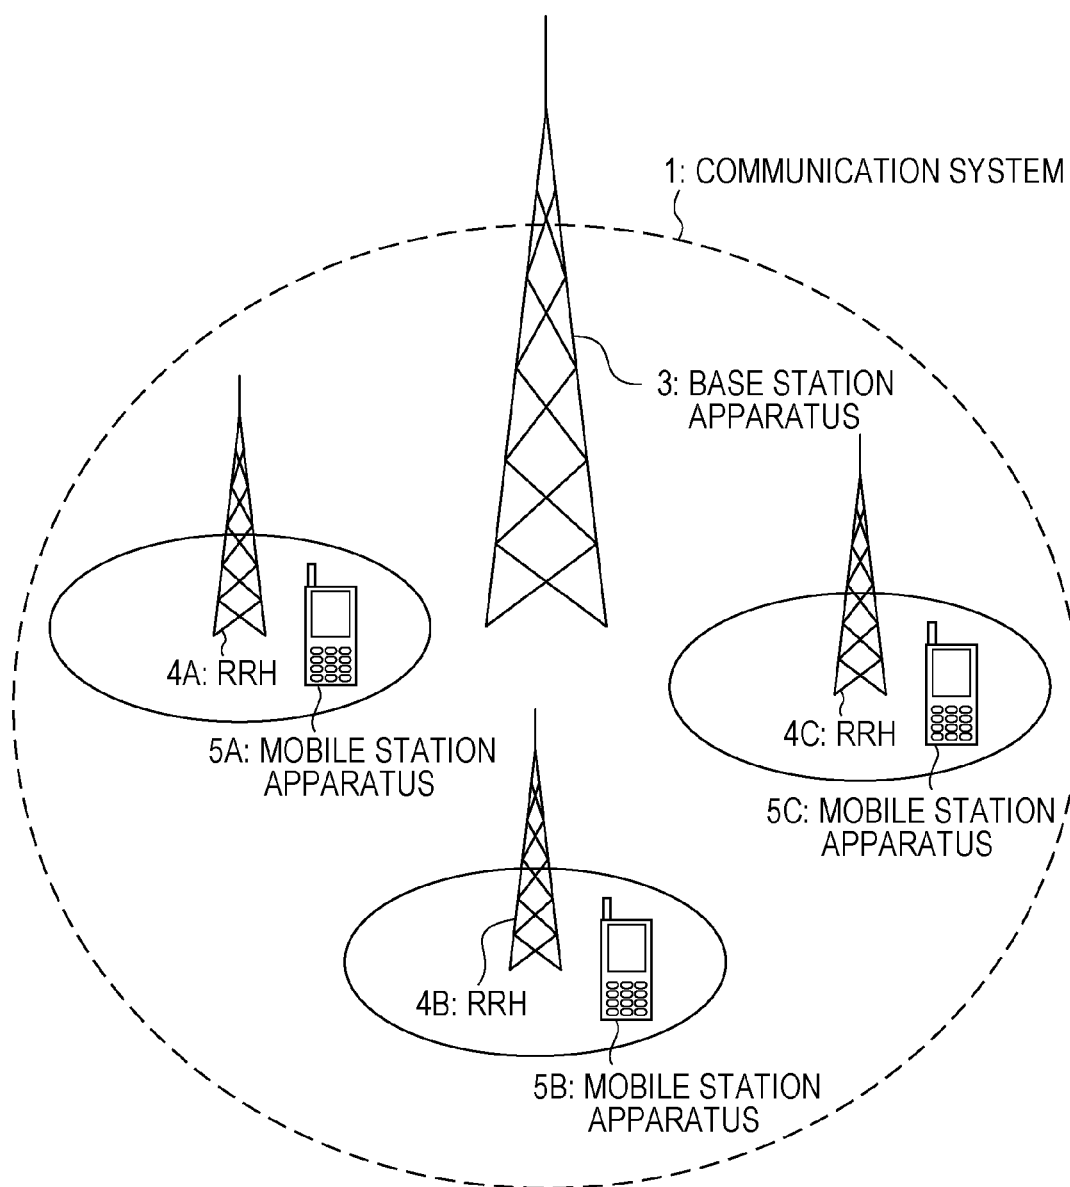 1: COMMUNICATION SYSTEM
3: BASE STATION
APPARATUS
4A: RRH
5A: MOBILE STATION
APPARATUS
4C: RRH
5C: MOBILE STATION
APPARATUS
4B: RRH
5B: MOBILE STATION
APPARATUS